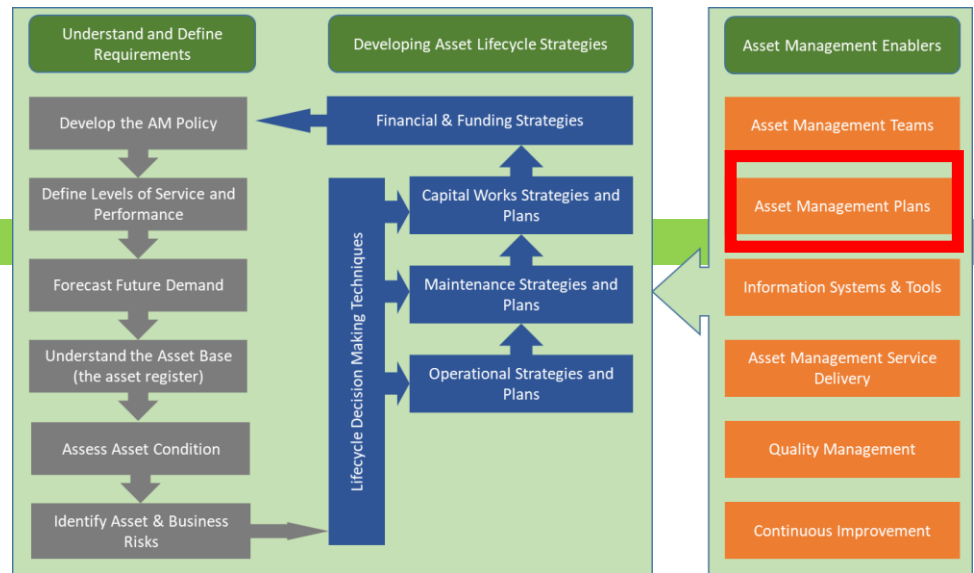 Understand and Define
Requirements
Developing Asset Lifecycle Strategies
Asset Management Enablers
Develop the AM Policy
Define Levels of Service and
Performance
Forecast Future Demand
Understand the Asset Base
(the asset register)
Assess Asset Condition
Identify Asset & Business
Risks
Lifecycle Decision Making Techniques
Financial & Funding Strategies
Capital Works Strategies and
Plans
Maintenance Strategies and
Plans
Operational Strategies and
Plans
Asset Management Teams
Asset Management Plans
Information Systems & Tools
Asset Management Service
Delivery
Quality Management
Continuous Improvement